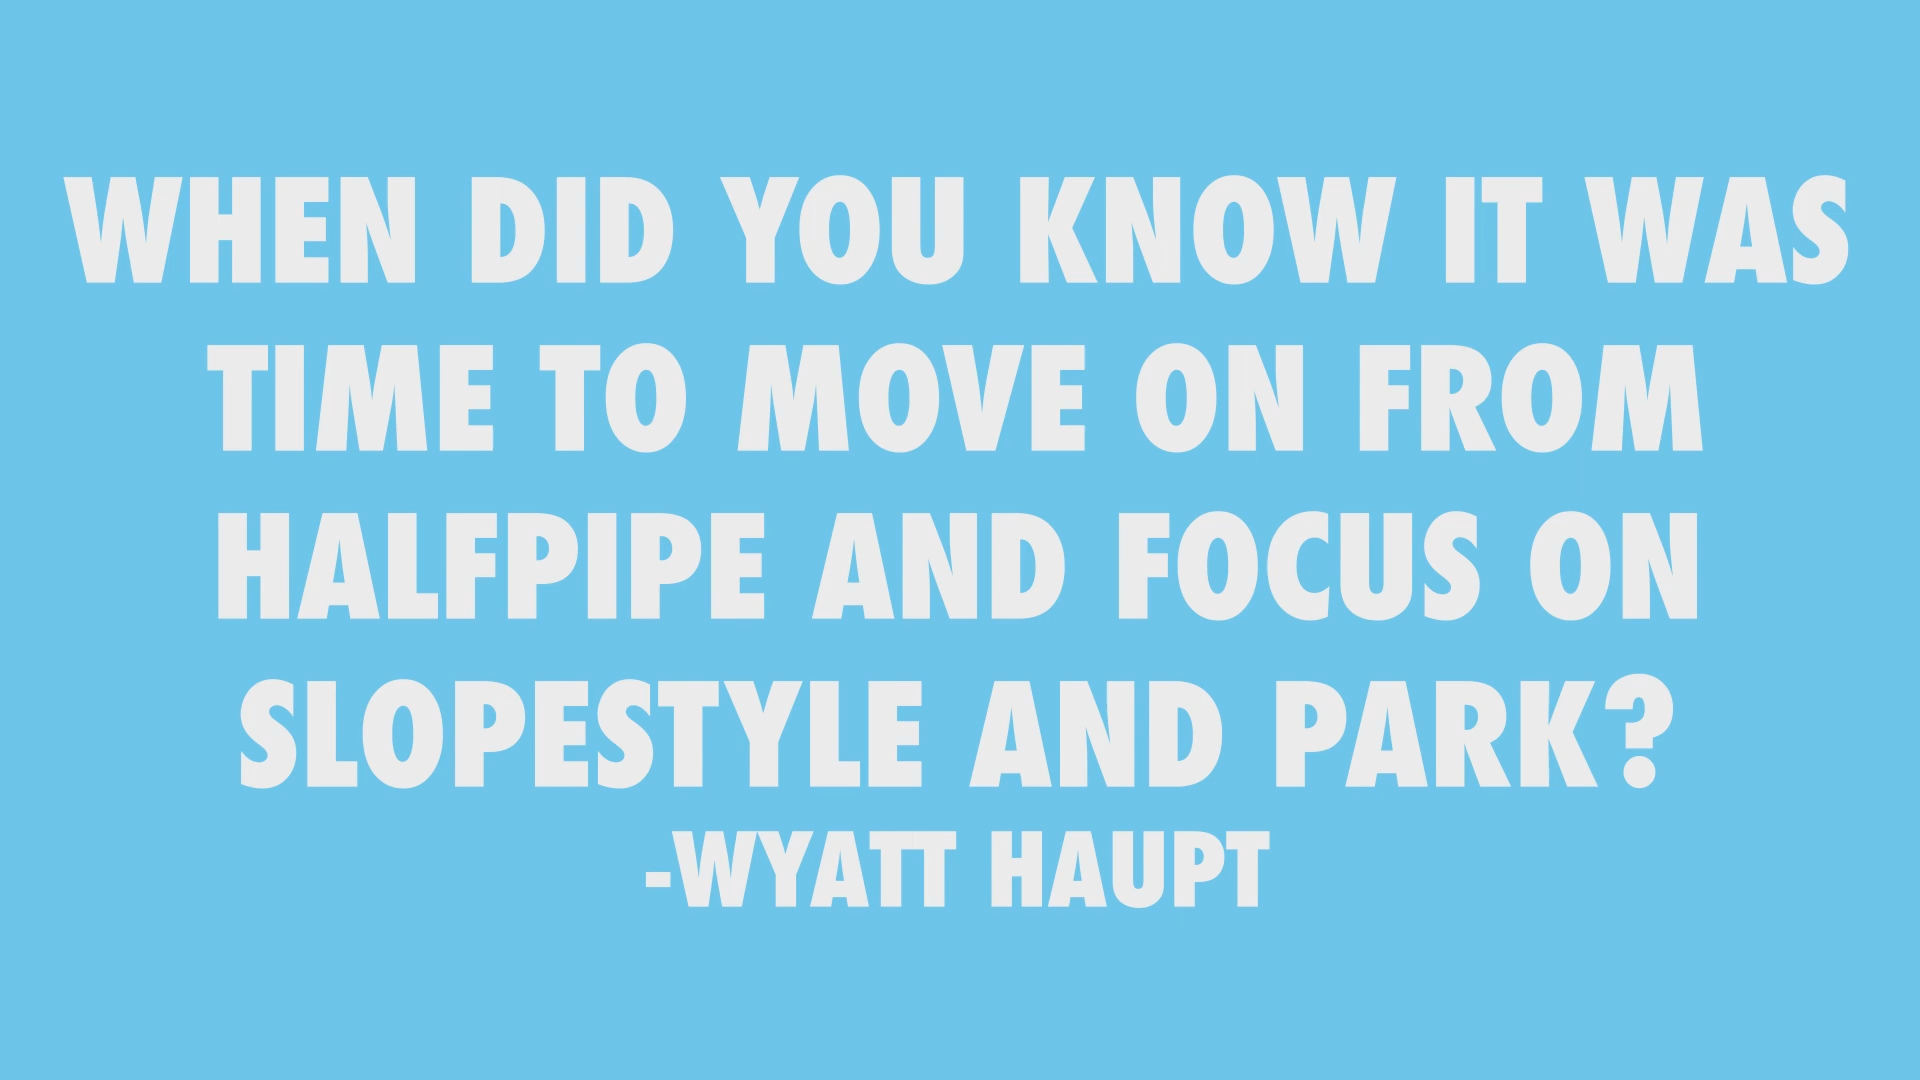 WHEN DID YOU KNOW IT WAS
TIME TO MOVE ON FROM
HALFPIPE AND FOCUS ON
SLOPESTYLE AND PARK?
-WYATT HAUPT